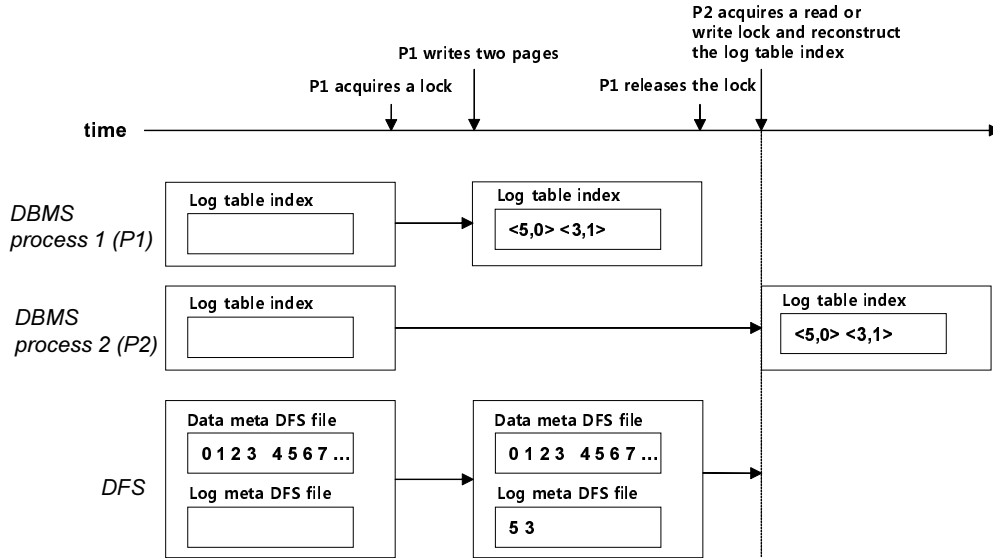 P2 acquires a read or
write lock and reconstruct
the log table index
P1 writes two pages
P1 acquires a lock
P1 releases the lock
time
DBMS
process 1 (P1)
Log table index
Log table index
<5,0> <3,1>
DBMS
process 2 (P2)
Log table index
Log table index
<5,0> <3,1>
DFS
Data meta DFS file
0 1 2 3 4 5 6 7 ...
Log meta DFS file
Data meta DFS file
0 1 2 3 4 5 6 7 ...
Log meta DFS file
5 3